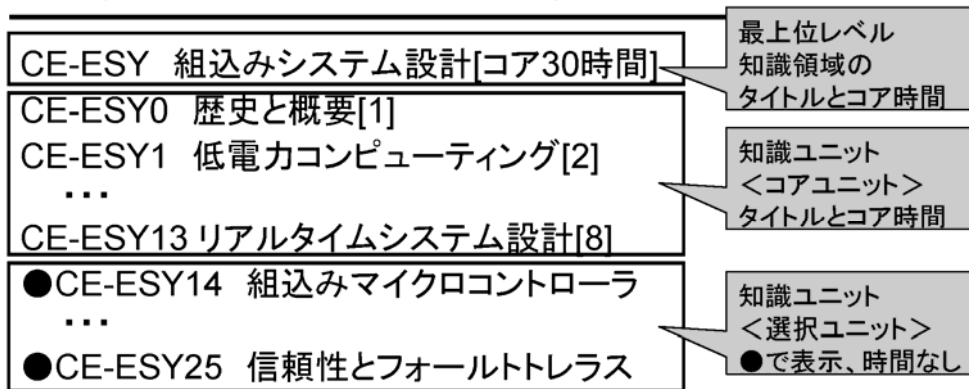 CE-ESY 組込みシステム設計[コア30時間]
最上位レベル
知識領域の
タイトルとコア時間
CE-ESY0 歴史と概要[1]
CE-ESY1 低電力コンピューティング[2]
・・・
CE-ESY13 リアルタイムシステム設計[8]
知識ユニット
<コアユニット>
タイトルとコア時間
●CE-ESY14 組込みマイクロコントローラ
・・・
●CE-ESY25 信頼性とフォールトトレラス
知識ユニット
<選択ユニット>
●で表示、時間なし